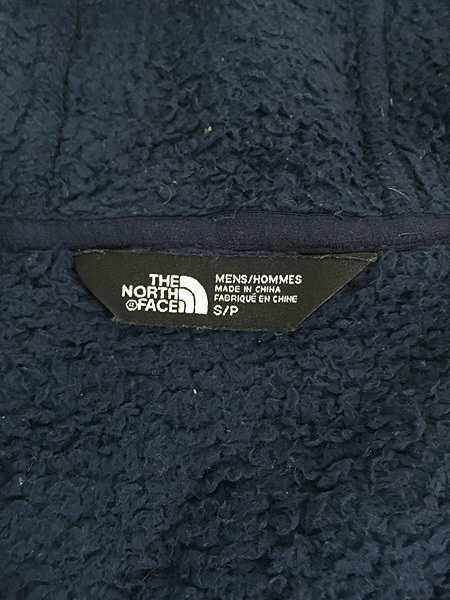 THE
NORTH
FACE
MENS/HOMMES
MADE IN CHINA
FABRIQUÉ EN CHINE
S/P